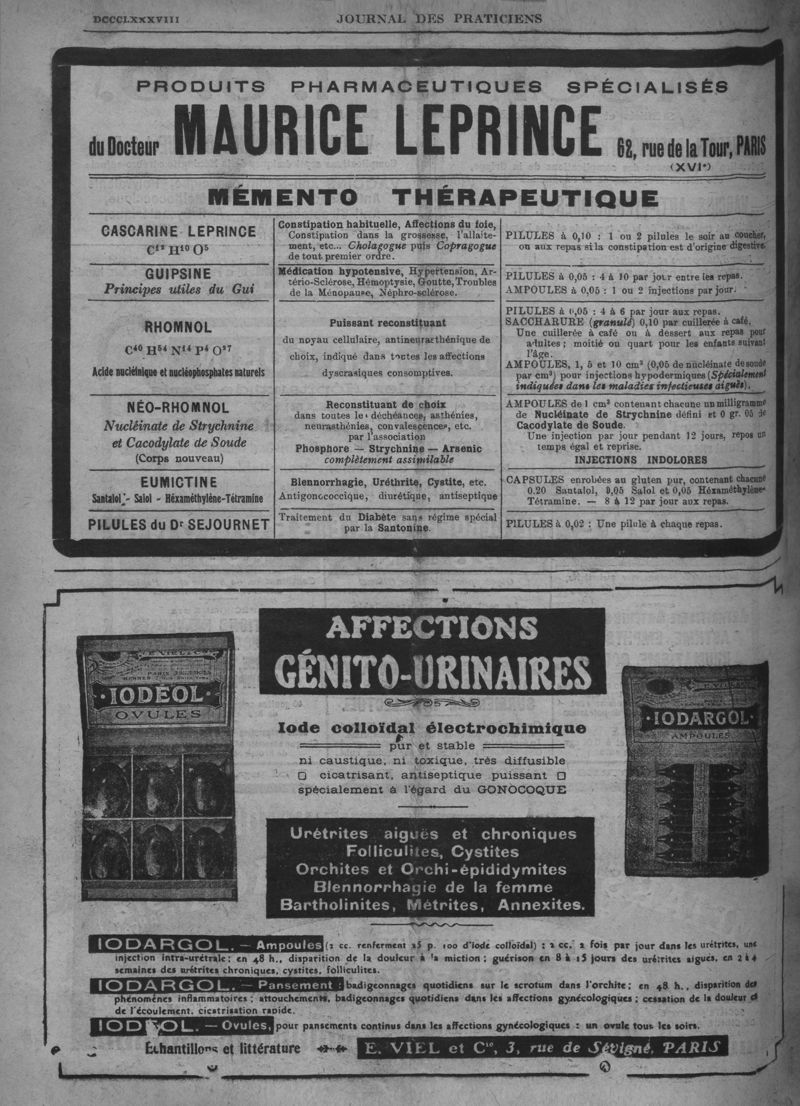 DCCCLXXXVIII
JOURNAL DES PRATICIENS
PRODUITS PHARMACEUTIQUES SPÉCIALISÉS
du Docteur MAURICE LEPRINCE 62, rue de la Tour, PARIS
(XVIe)
MÉMENTO THÉRAPEUTIQUE
CASCARINE LEPRINCE
C¹² H¹⁰ O⁵
Constipation habituelle, Affections du foie,
Constipation dans la grossesse, l'allaite-
ment, etc... Cholagogue puis Copragogue
de tout premier ordre.
PILULES à 0,10 : 1 ou 2 pilules le soir au coucher,
ou aux repas si la constipation est d'origine digestive.
GUIPSINE
Principes utiles du Gui
Médication hypotensive, Hypertension, Ar-
tério-Sclérose, Hémoptysie, Goutte, Troubles
de la Ménopause, Néphro-sclérose.
PILULES à 0,05 : 4 à 10 par jour entre les repas.
AMPOULES à 0,05 : 1 ou 2 injections par jour.
RHOMNOL
C⁴⁰ H⁵⁴ N¹⁴ P⁴ O²⁷
Acide nucléinique et nucléophosphates naturels
Puissant reconstituant
du noyau cellulaire, antineurasthénique de
choix, indiqué dans toutes les affections
dyscrasiques consomptives.
PILULES à 0,05 : 4 à 6 par jour aux repas.
SACCHARURE (granulé) 0,10 par cuillerée à café.
Une cuillerée à café ou à dessert aux repas pour
adultes ; moitié ou quart pour les enfants suivant
l'âge.
AMPOULES, 1, 5 et 10 cm³ (0,05 de nucléinate de soude
par cm³) pour injections hypodermiques (Spécialement
indiquées dans les maladies infectieuses aiguës).
NÉO-RHOMNOL
Nucléinate de Strychnine
et Cacodylate de Soude
(Corps nouveau)
Reconstituant de choix
dans toutes les déchéances, asthénies,
neurasthénies, convalescences, etc.
par l'association
Phosphore — Strychnine — Arsenic
complètement assimilable
AMPOULES de 1 cm³ contenant chacune un milligramme
de Nucléinate de Strychnine défini et 0 gr. 05 de
Cacodylate de Soude.
Une injection par jour pendant 12 jours, repos un
temps égal et reprise.
INJECTIONS INDOLORES
EUMICTINE
Santalol - Salol - Héxaméthylène-Tétramine
Blennorrhagie, Uréthrite, Cystite, etc.
Antigonococcique, diurétique, antiseptique
CAPSULES enrobées au gluten pur, contenant chacune
0.20 Santalol, 0,05 Salol et 0,05 Héxaméthylène-
Tétramine. — 8 à 12 par jour aux repas.
PILULES du Dr SEJOURNET
Traitement du Diabète sans régime spécial
par la Santonine.
PILULES à 0,02 : Une pilule à chaque repas.
AFFECTIONS
GÉNITO-URINAIRES
IODÉOL
OVULES
IODARGOL
AMPOULES
Iode colloïdal électrochimique
pur et stable
ni caustique, ni toxique, très diffusible
cicatrisant, antiseptique puissant
spécialement à l'égard du GONOCOQUE
Urétrites aiguës et chroniques
Folliculites, Cystites
Orchites et Orchi-épididymites
Blennorrhagie de la femme
Bartholinites, Métrites, Annexites.
IODARGOL. — Ampoules (2 cc. renferment 25 p. 100 d'iode colloïdal) : 2 cc. 2 fois par jour dans les urétrites, une
injection intra-urétrale ; en 48 h., disparition de la douleur à la miction ; guérison en 8 à 15 jours des urétrites aiguës, en 2 à 4
semaines des urétrites chroniques, cystites, folliculites.
IODARGOL. — Pansement : badigeonnages quotidiens sur le scrotum dans l'orchite ; en 48 h., disparition des
phénomènes inflammatoires ; attouchements, badigeonnages quotidiens dans les affections gynécologiques ; cessation de la douleur et
de l'écoulement, cicatrisation rapide.
IODÉOL. — Ovules, pour pansements continus dans les affections gynécologiques : un ovule tous les soirs.
Échantillons et littérature E. VIEL et Cie, 3, rue de Sévigné, PARIS